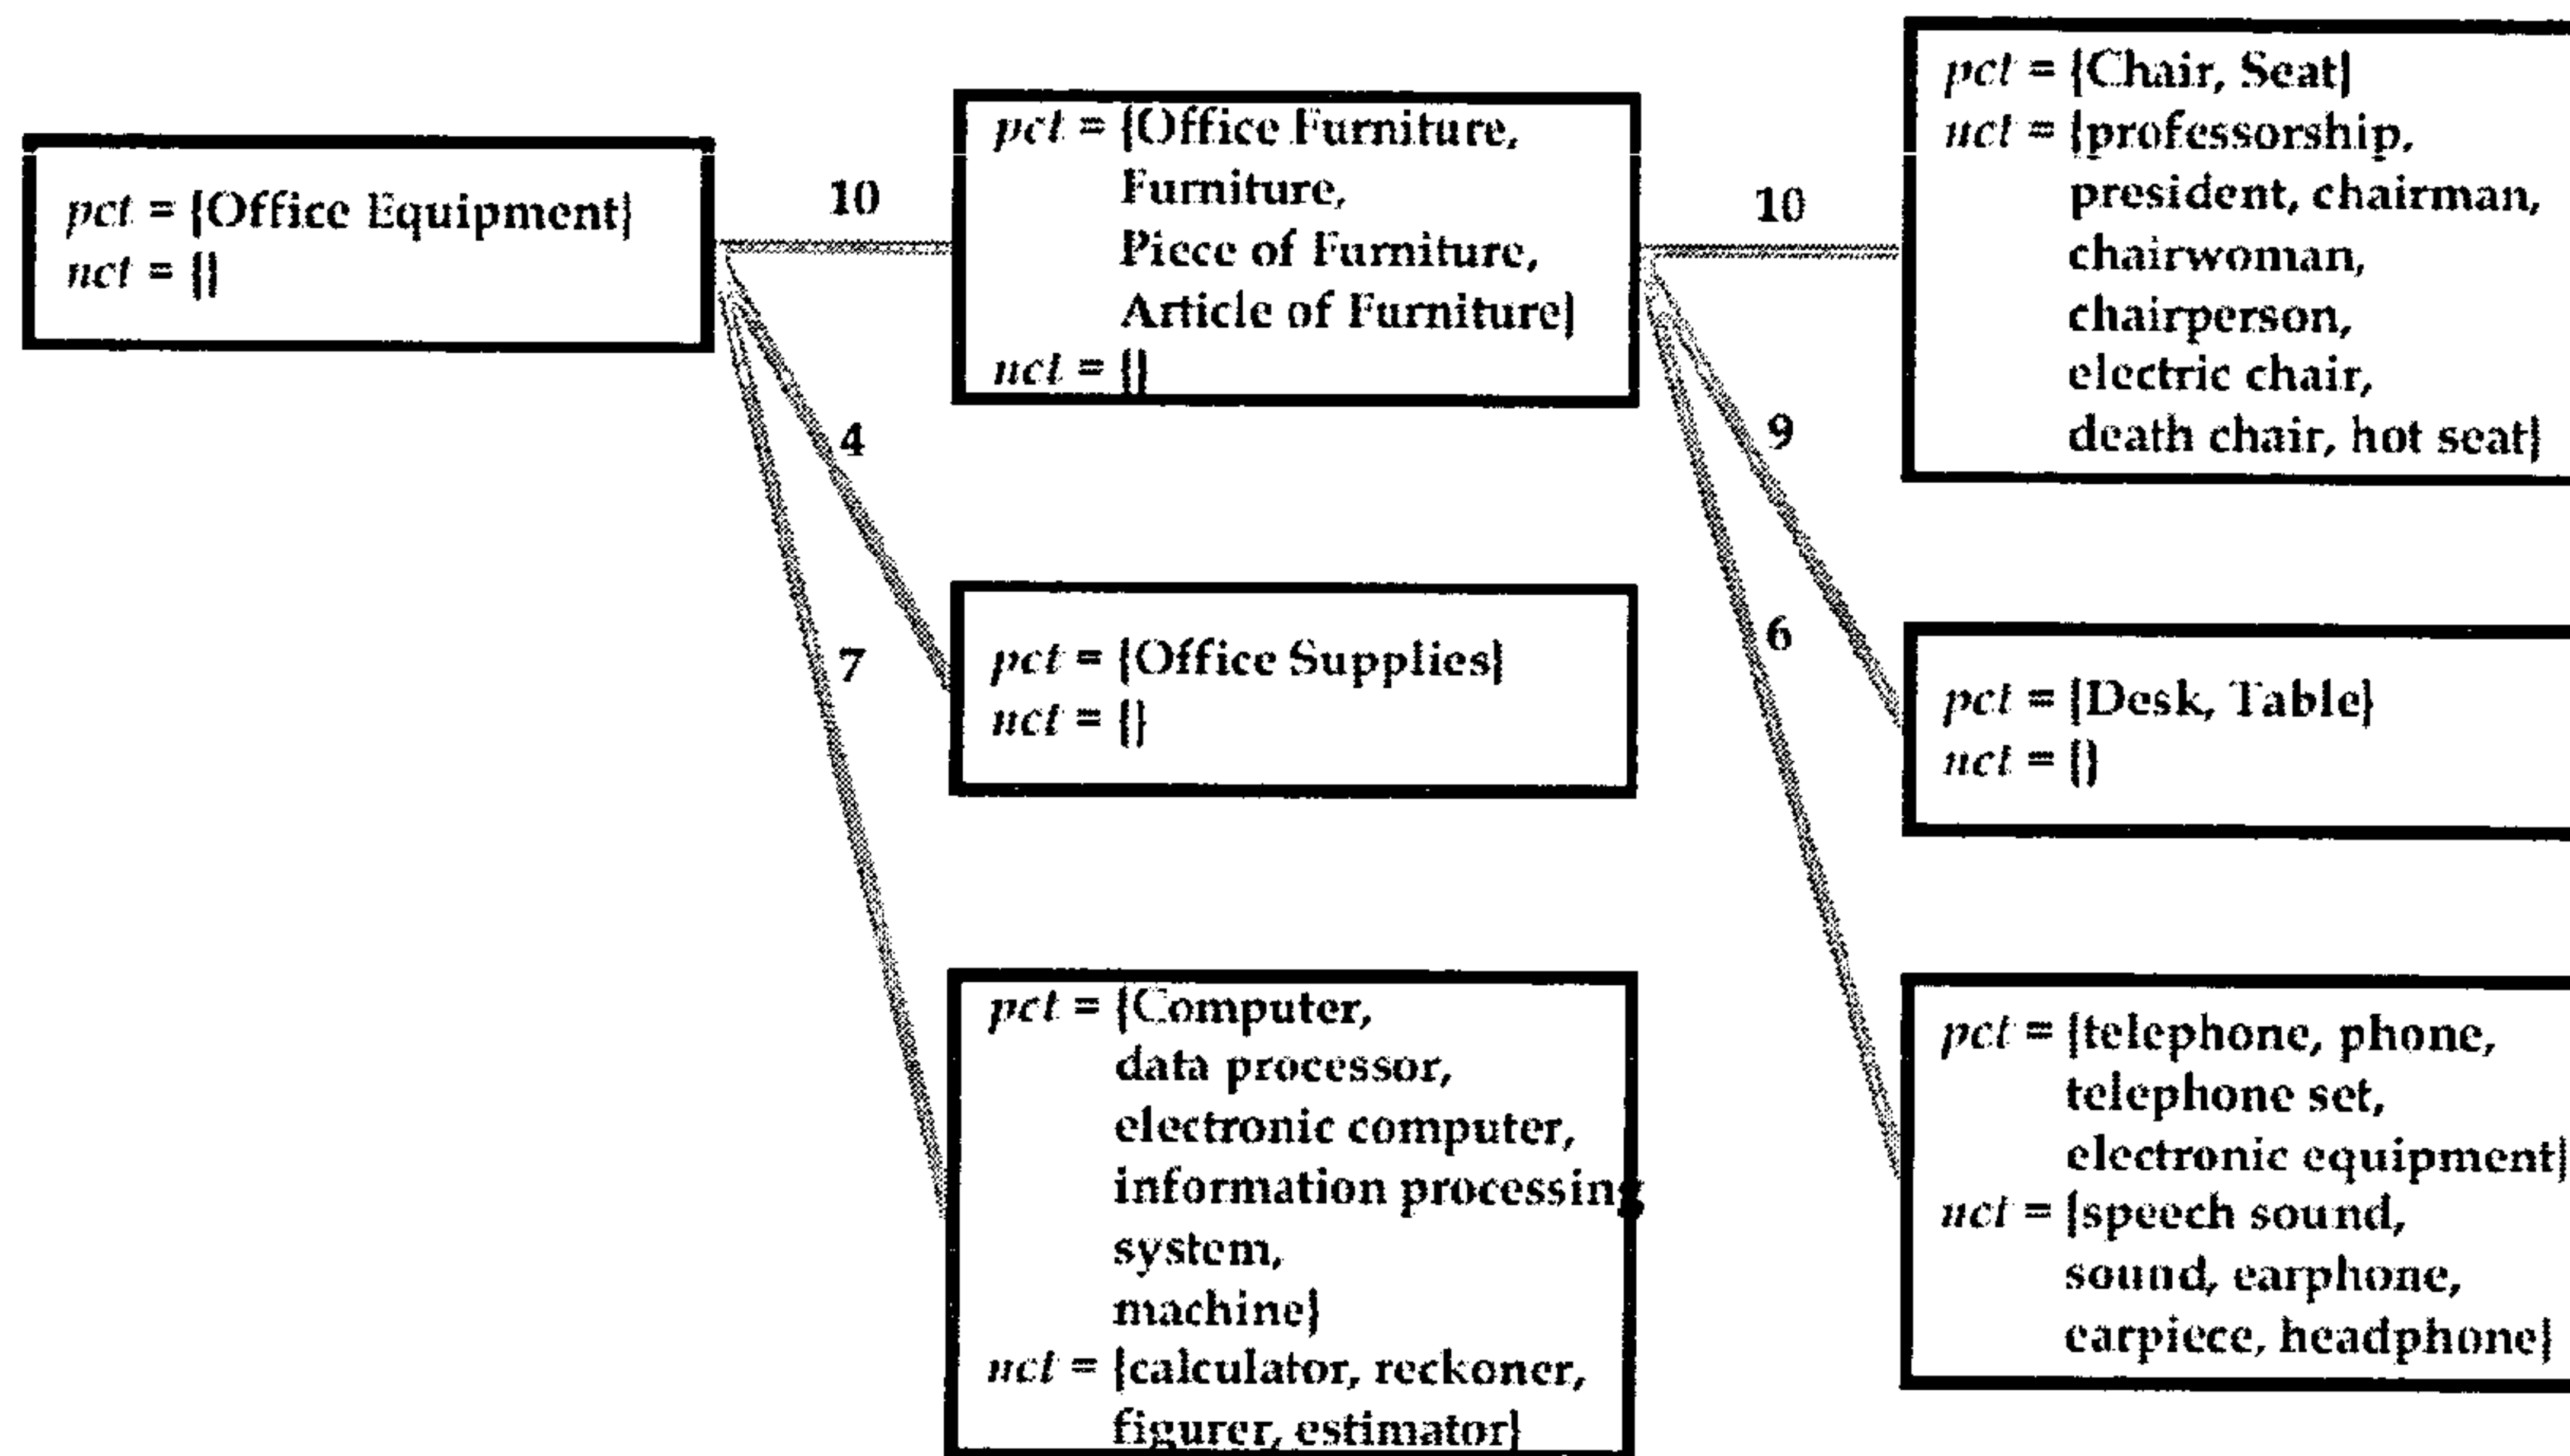 pct = {Office Equipment}
nct = {}
10
4
7
pct = {Office Furniture,
Furniture,
Piece of Furniture,
Article of Furniture}
nct = {}
pct = {Office Supplies}
nct = {}
pct = {Computer,
data processor,
electronic computer,
information processing
system,
machine}
nct = {calculator, reckoner,
figurer, estimator}
10
9
6
pct = {Chair, Seat}
nct = {professorship,
president, chairman,
chairwoman,
chairperson,
electric chair,
death chair, hot seat}
pct = {Desk, Table}
nct = {}
pct = {telephone, phone,
telephone set,
electronic equipment}
nct = {speech sound,
sound, earphone,
earpiece, headphone}